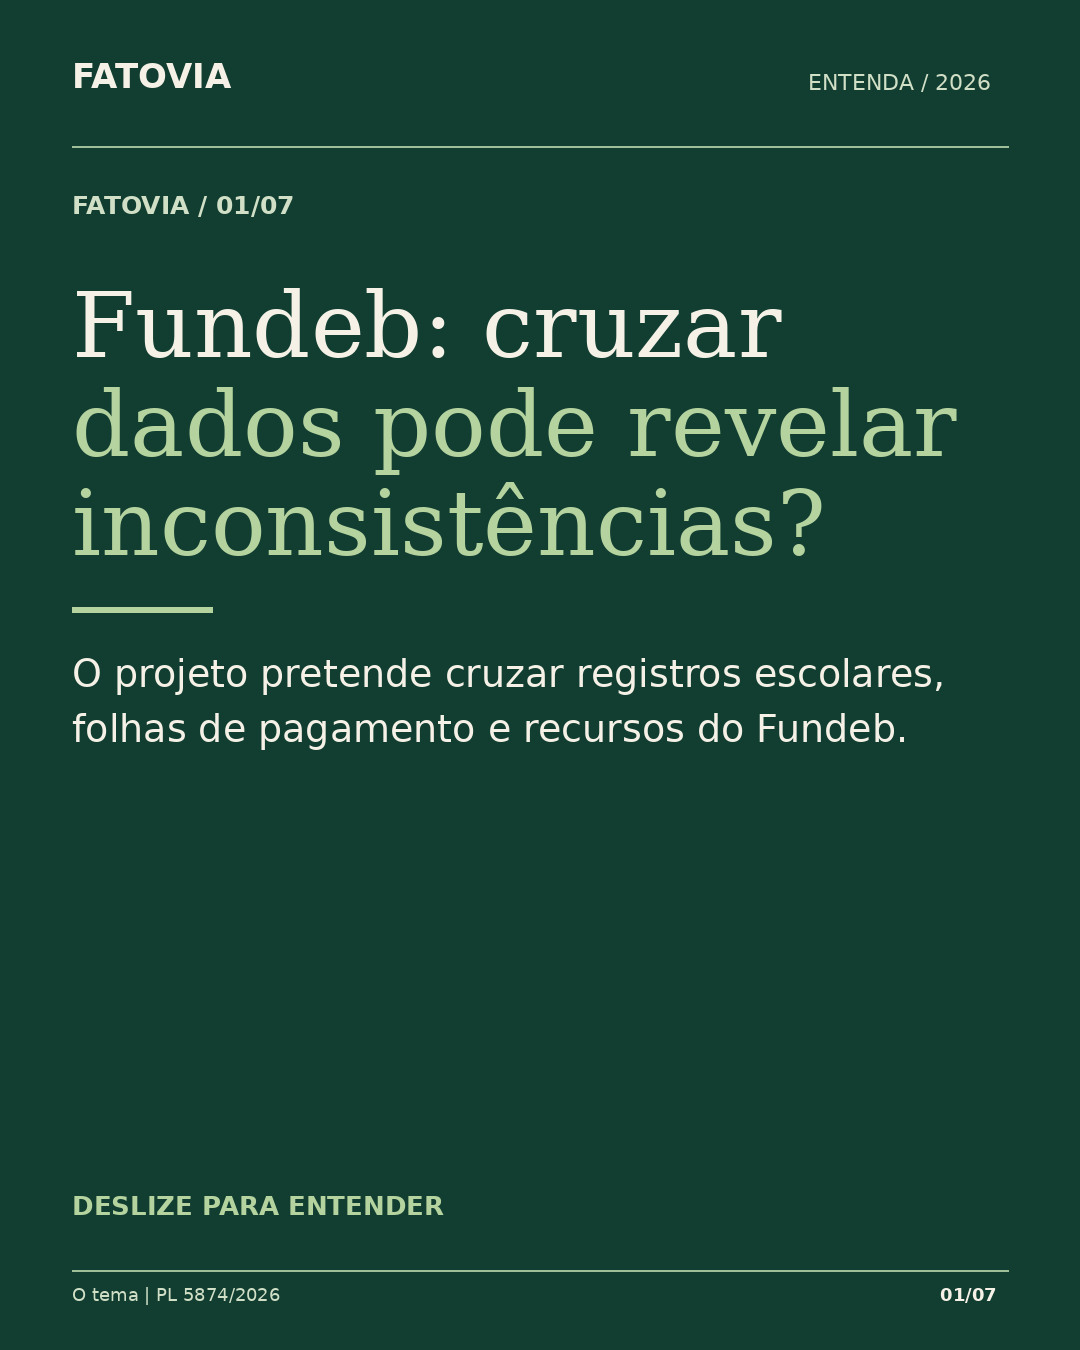 FATOVIA
ENTENDA / 2026
FATOVIA / 01/07
Fundeb: cruzar
dados pode revelar
inconsistências?
O projeto pretende cruzar registros escolares,
folhas de pagamento e recursos do Fundeb.
DESLIZE PARA ENTENDER
O tema | PL 5874/2026
01/07